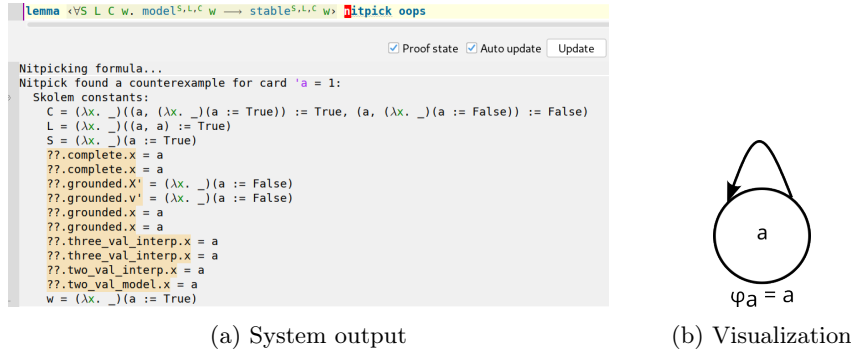 lemma ‹∀S L C w. modelˢ,ᴸ,ᶜ w ⟶ stableˢ,ᴸ,ᶜ w› nitpick oops
Proof state Auto update Update
Nitpicking formula...
Nitpick found a counterexample for card 'a = 1:
Skolem constants:
C = (λx. _)((a, (λx. _)(a := True)) := True, (a, (λx. _)(a := False)) := False)
L = (λx. _)((a, a) := True)
S = (λx. _)(a := True)
??.complete.x = a
??.complete.x = a
??.grounded.X' = (λx. _)(a := False)
??.grounded.v' = (λx. _)(a := False)
??.grounded.x = a
??.grounded.x = a
??.three_val_interp.x = a
??.three_val_interp.x = a
??.two_val_interp.x = a
??.two_val_model.x = a
w = (λx. _)(a := True)
a
φa = a
(a) System output
(b) Visualization